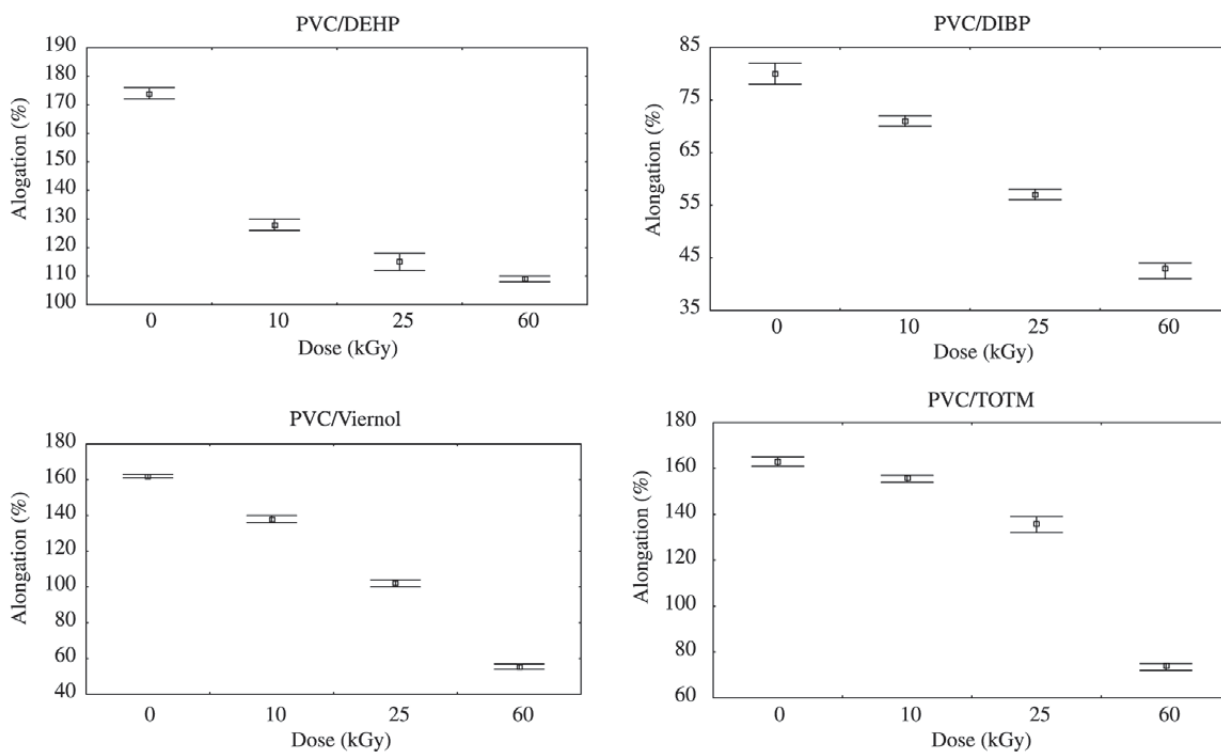 PVC/DEHP
Alogation (%)
190
180
170
160
150
140
130
120
110
100
0 10 25 60
Dose (kGy)
PVC/DIBP
Alongation (%)
85
75
65
55
45
35
0 10 25 60
Dose (kGy)
PVC/Viernol
Alongation (%)
180
160
140
120
100
80
60
40
0 10 25 60
Dose (kGy)
PVC/TOTM
Alongation (%)
180
160
140
120
100
80
60
0 10 25 60
Dose (kGy)